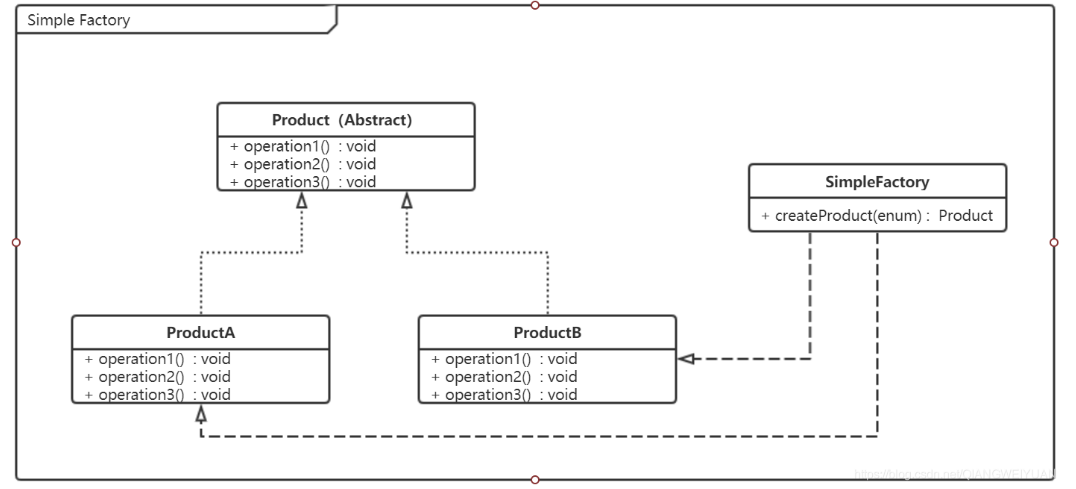 Simple Factory
Product (Abstract)
+ operation1() : void
+ operation2() : void
+ operation3() : void
SimpleFactory
+ createProduct(enum) : Product
ProductA
+ operation1() : void
+ operation2() : void
+ operation3() : void
ProductB
+ operation1() : void
+ operation2() : void
+ operation3() : void
https://blog.csdn.net/QIANGWEIYUAN